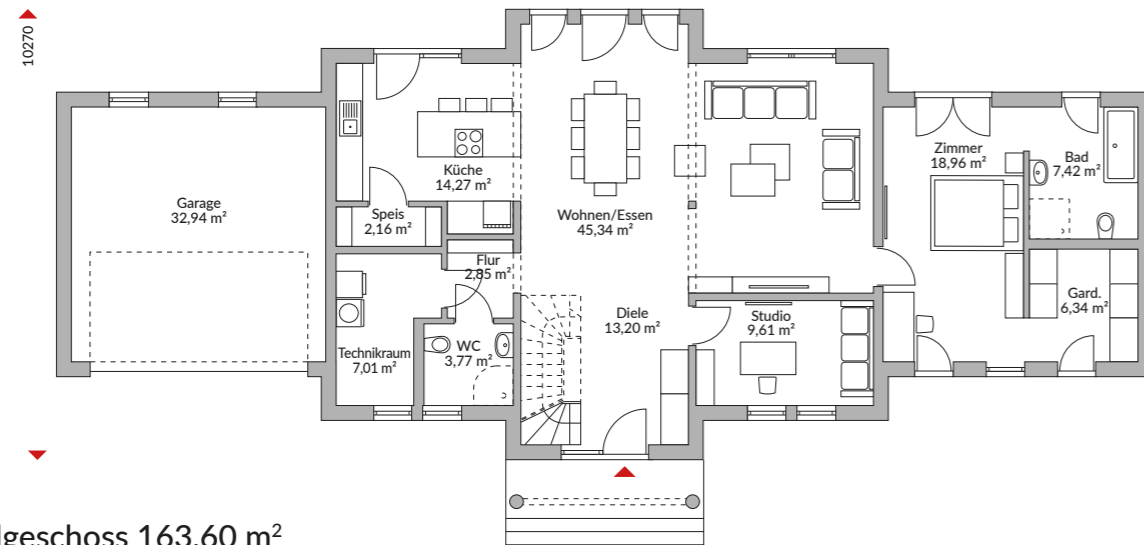 10270
Garage
32,94 m²
Küche
14,27 m²
Speis
2,16 m²
Flur
2,85 m²
Technikraum
7,01 m²
WC
3,77 m²
Wohnen/Essen
45,34 m²
Diele
13,20 m²
Studio
9,61 m²
Zimmer
18,96 m²
Bad
7,42 m²
Gard.
6,34 m²
dgeschoss 163,60 m²